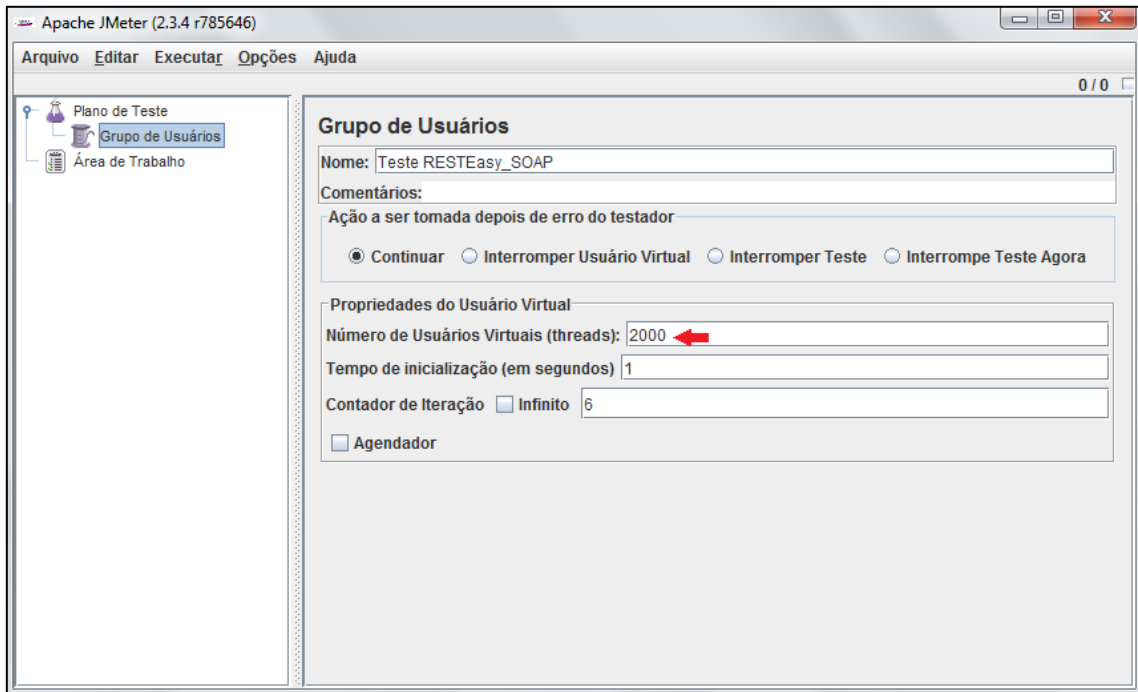 Apache JMeter (2.3.4 r785646)
Arquivo Editar Executar Opções Ajuda
0 / 0
Plano de Teste
Grupo de Usuários
Área de Trabalho
Grupo de Usuários
Nome: Teste RESTEasy_SOAP
Comentários:
Ação a ser tomada depois de erro do testador
Continuar Interromper Usuário Virtual Interromper Teste Interrompe Teste Agora
Propriedades do Usuário Virtual
Número de Usuários Virtuais (threads): 2000
Tempo de inicialização (em segundos) 1
Contador de Iteração Infinito 6
Agendador